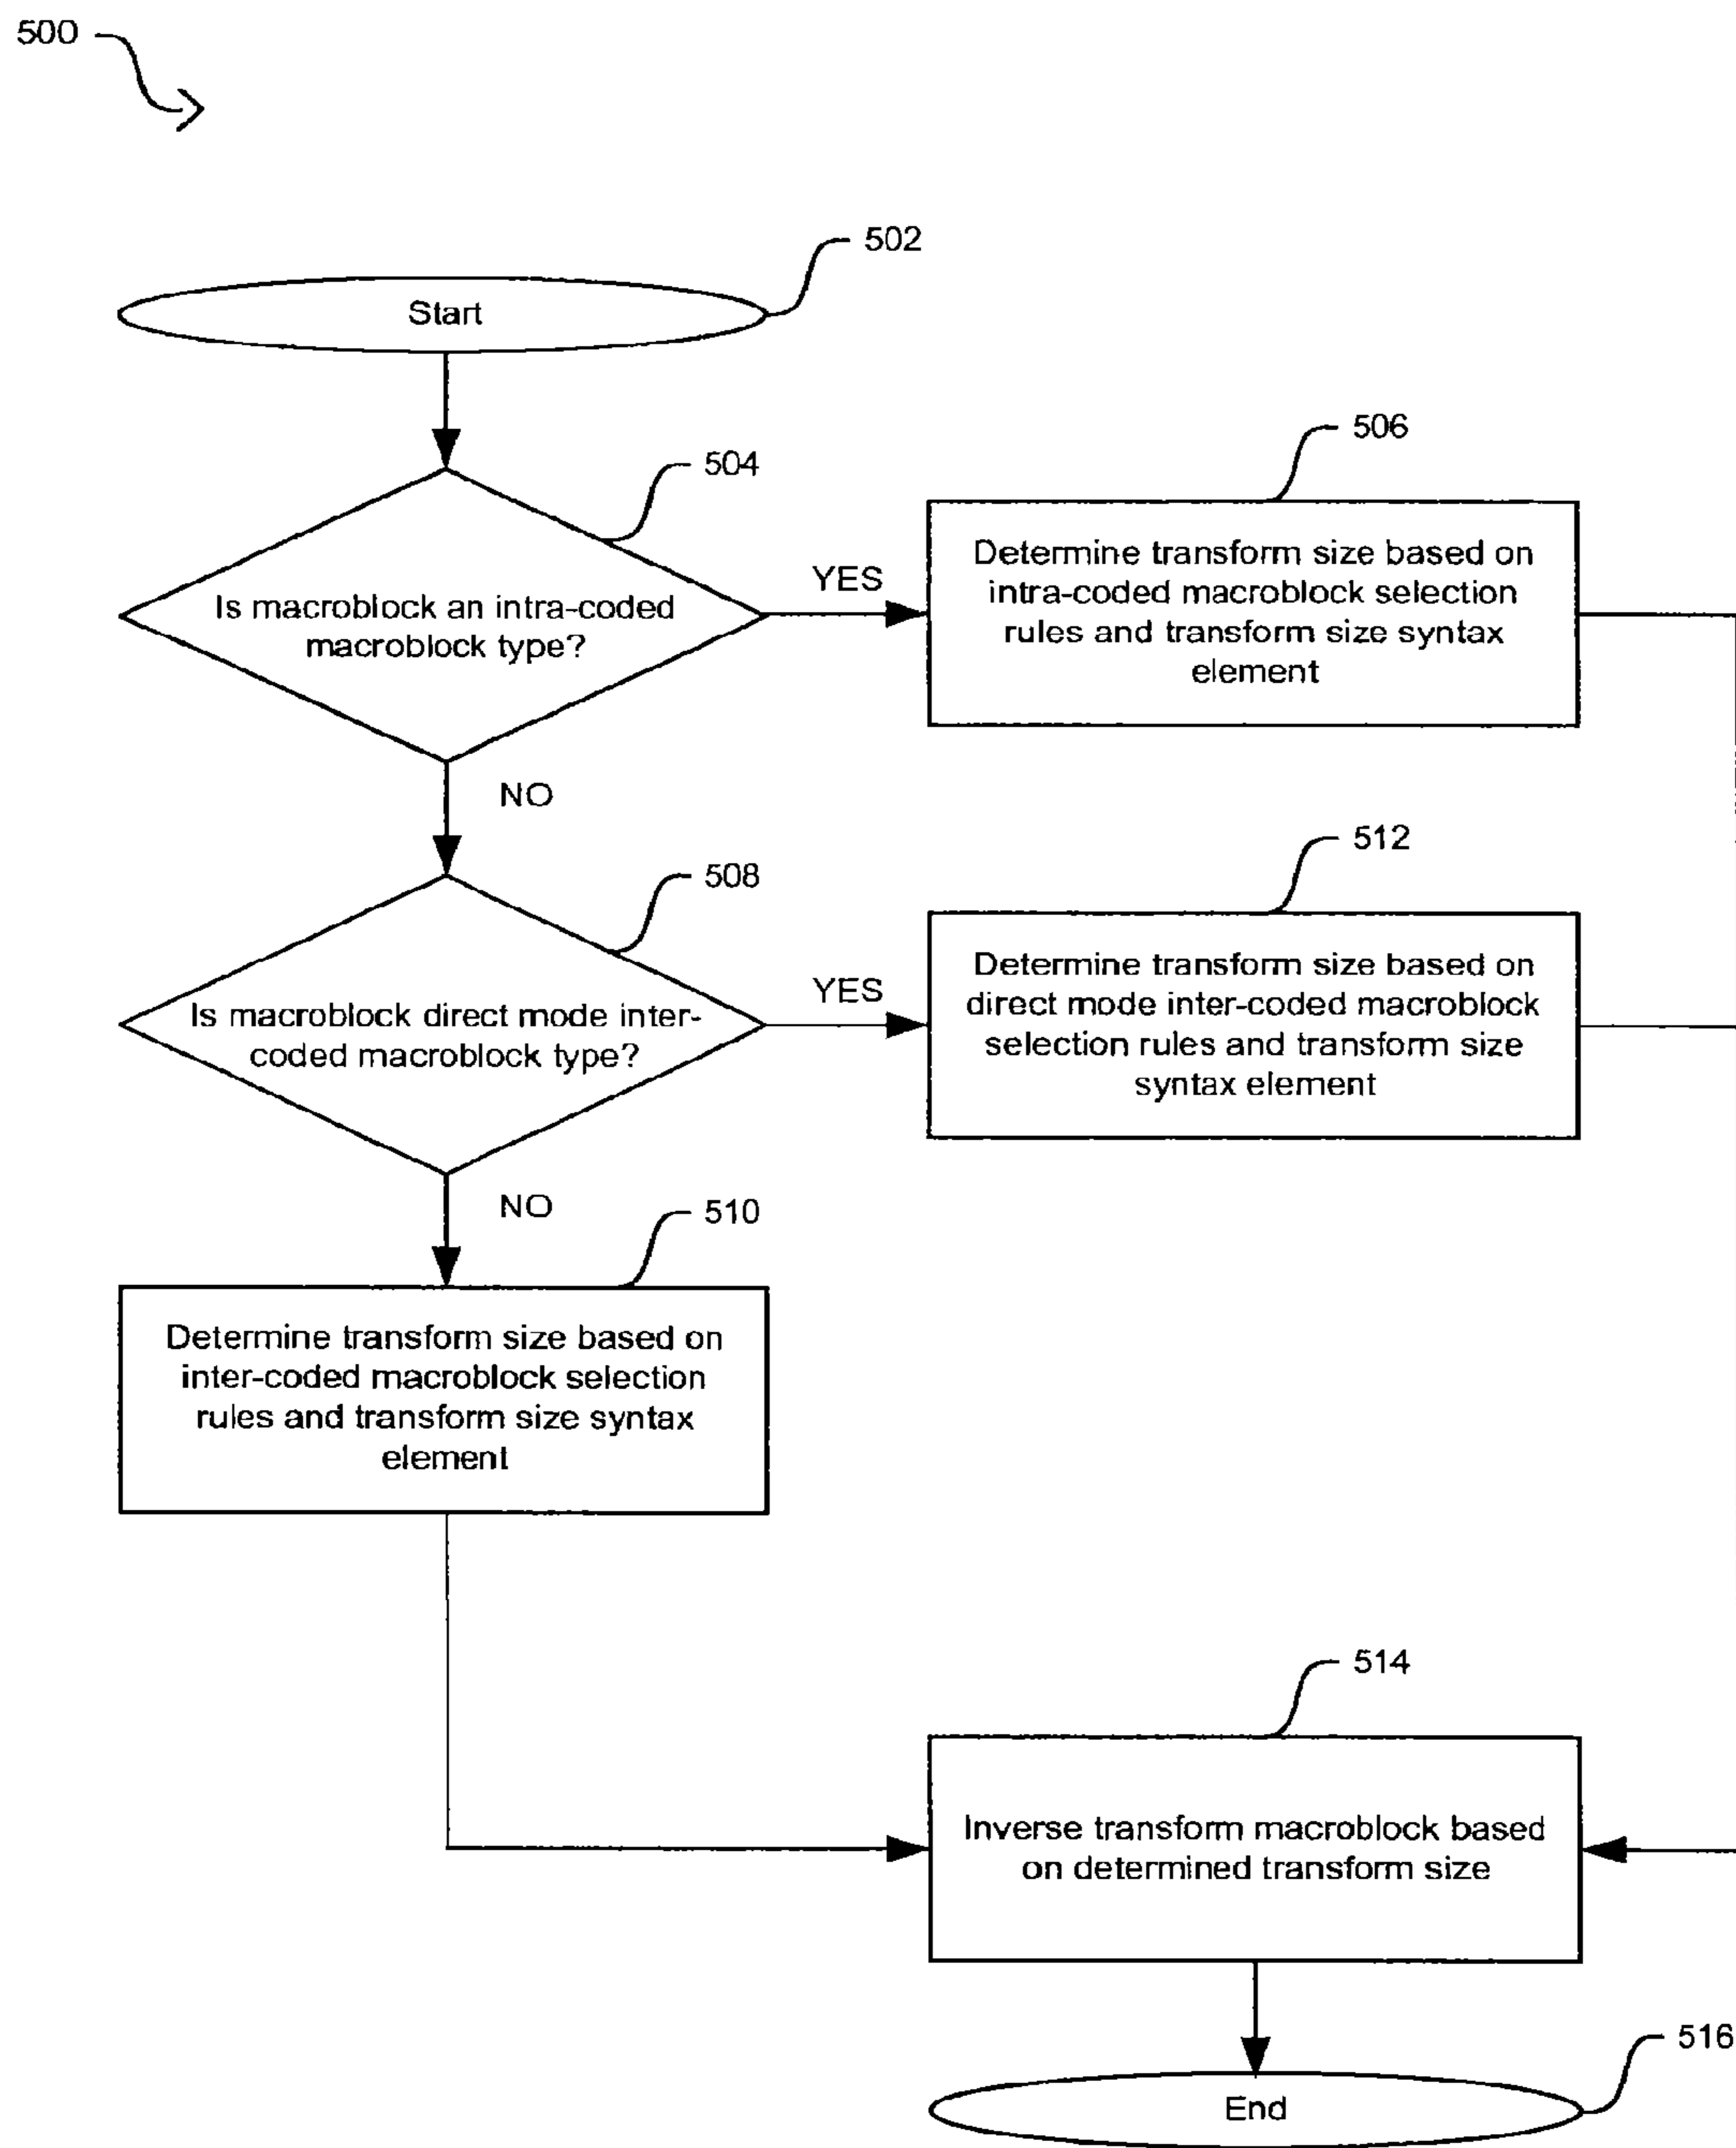 500
502
Start
504
506
Is macroblock an intra-coded
macroblock type?
YES
Determine transform size based on
intra-coded macroblock selection
rules and transform size syntax
element
NO
508
512
Is macroblock direct mode inter-
coded macroblock type?
YES
Determine transform size based on
direct mode inter-coded macroblock
selection rules and transform size
syntax element
NO
510
Determine transform size based on
inter-coded macroblock selection
rules and transform size syntax
element
514
Inverse transform macroblock based
on determined transform size
516
End